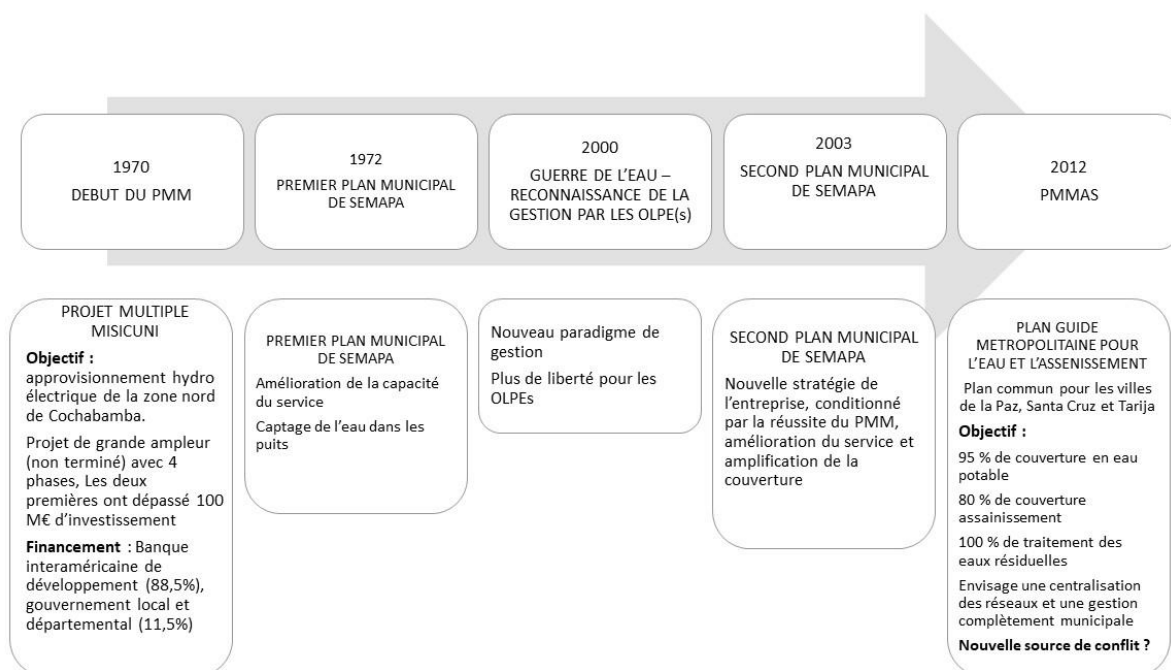 1970
DEBUT DU PMM
1972
PREMIER PLAN MUNICIPAL
DE SEMAPA
2000
GUERRE DE L’EAU –
RECONNAISSANCE DE LA
GESTION PAR LES OLPE(s)
2003
SECOND PLAN MUNICIPAL
DE SEMAPA
2012
PMMAS
PROJET MULTIPLE
MISICUNI
Objectif :
approvisionnement hydro
électrique de la zone nord
de Cochabamba.
Projet de grande ampleur
(non terminé) avec 4
phases, Les deux
premières ont dépassé 100
M€ d’investissement
Financement : Banque
interaméricaine de
développement (88,5%),
gouvernement local et
départemental (11,5%)
PREMIER PLAN MUNICIPAL
DE SEMAPA
Amélioration de la capacité
du service
Captage de l’eau dans les
puits
Nouveau paradigme de
gestion
Plus de liberté pour les
OLPEs
SECOND PLAN MUNICIPAL
DE SEMAPA
Nouvelle stratégie de
l’entreprise, conditionné
par la réussite du PMM,
amélioration du service et
amplification de la
couverture
PLAN GUIDE
METROPOLITAINE POUR
L’EAU ET L’ASSENISSEMENT
Plan commun pour les villes
de la Paz, Santa Cruz et Tarija
Objectif :
95 % de couverture en eau
potable
80 % de couverture
assainissement
100 % de traitement des
eaux résiduelles
Envisage une centralisation
des réseaux et une gestion
complètement municipale
Nouvelle source de conflit ?